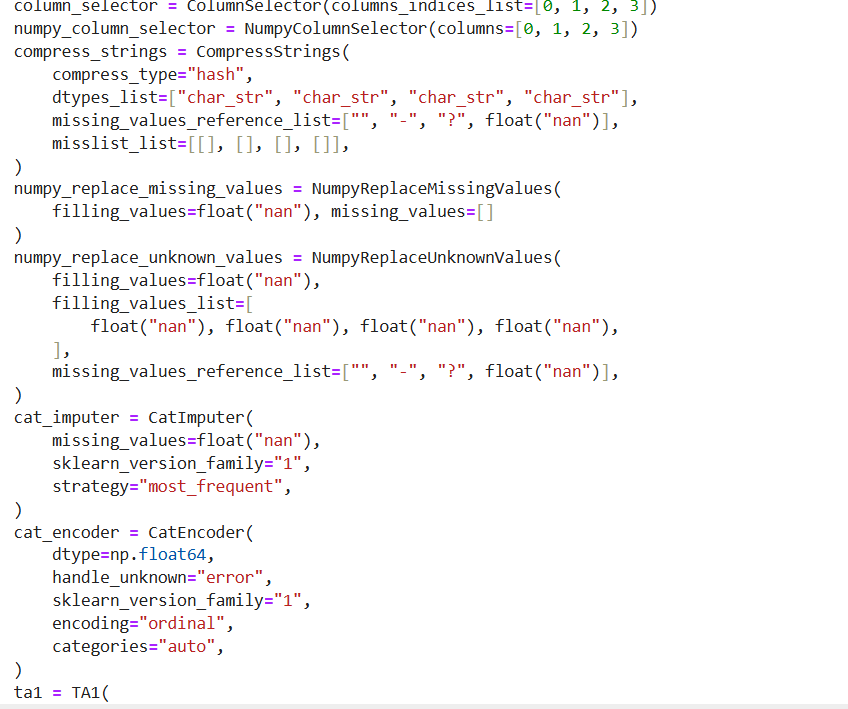 column_selector = ColumnSelector(columns_indices_list=[0, 1, 2, 3])
numpy_column_selector = NumpyColumnSelector(columns=[0, 1, 2, 3])
compress_strings = CompressStrings(
    compress_type="hash",
    dtypes_list=["char_str", "char_str", "char_str", "char_str"],
    missing_values_reference_list=["", "-", "?", float("nan")],
    misslist_list=[[], [], [], []],
)
numpy_replace_missing_values = NumpyReplaceMissingValues(
    filling_values=float("nan"), missing_values=[]
)
numpy_replace_unknown_values = NumpyReplaceUnknownValues(
    filling_values=float("nan"),
    filling_values_list=[
        float("nan"), float("nan"), float("nan"), float("nan"),
    ],
    missing_values_reference_list=["", "-", "?", float("nan")],
)
cat_imputer = CatImputer(
    missing_values=float("nan"),
    sklearn_version_family="1",
    strategy="most_frequent",
)
cat_encoder = CatEncoder(
    dtype=np.float64,
    handle_unknown="error",
    sklearn_version_family="1",
    encoding="ordinal",
    categories="auto",
)
ta1 = TA1(